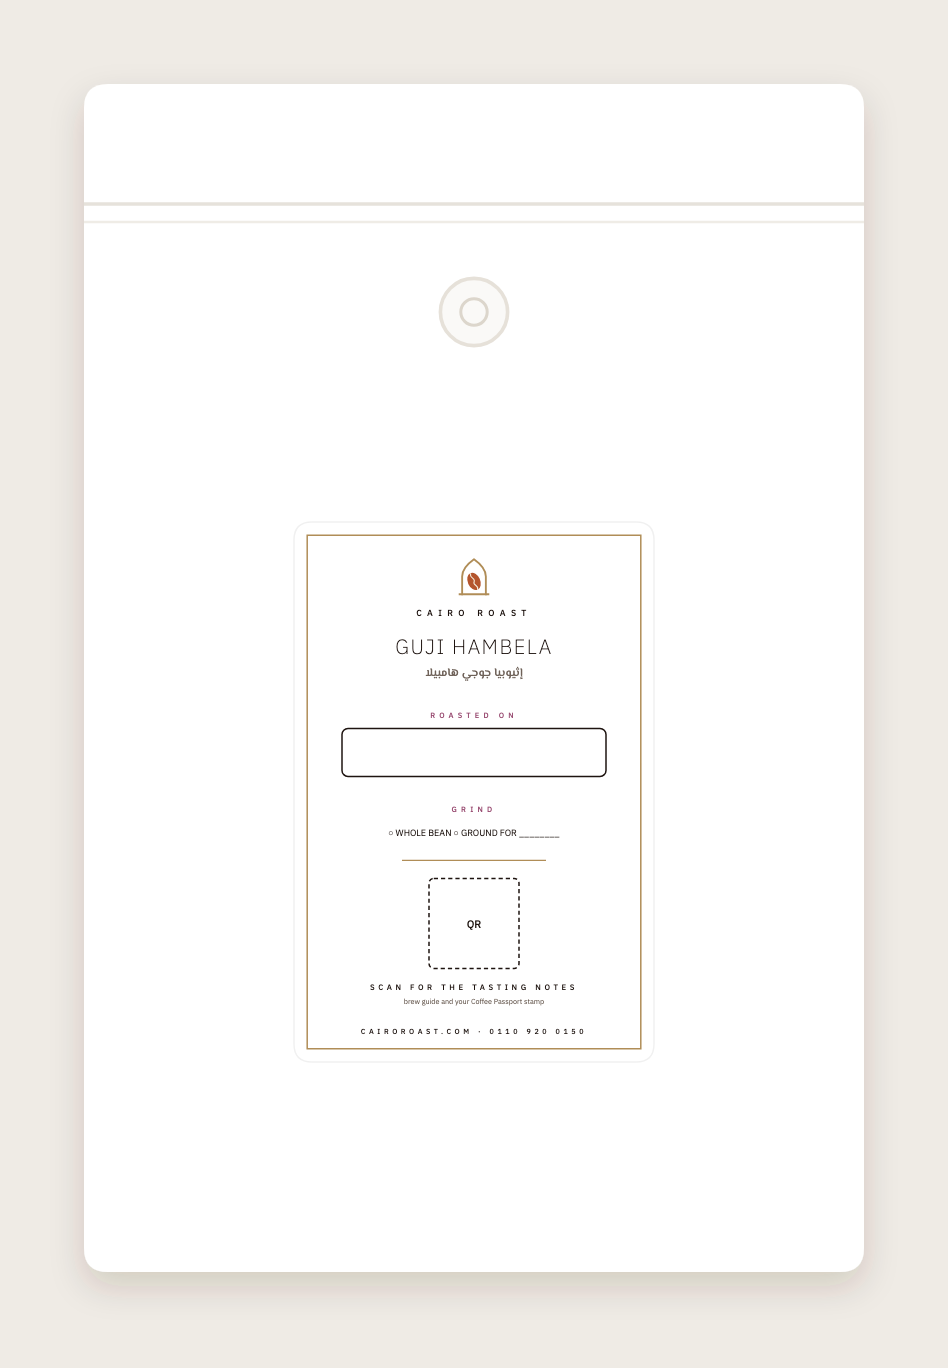 CAIRO ROAST
GUJI HAMBELA
إثيوبيا جوجي هامبيلا
ROASTED ON
GRIND
○ WHOLE BEAN ○ GROUND FOR ________
QR
SCAN FOR THE TASTING NOTES
brew guide and your Coffee Passport stamp
CAIROROAST.COM · 0110 920 0150